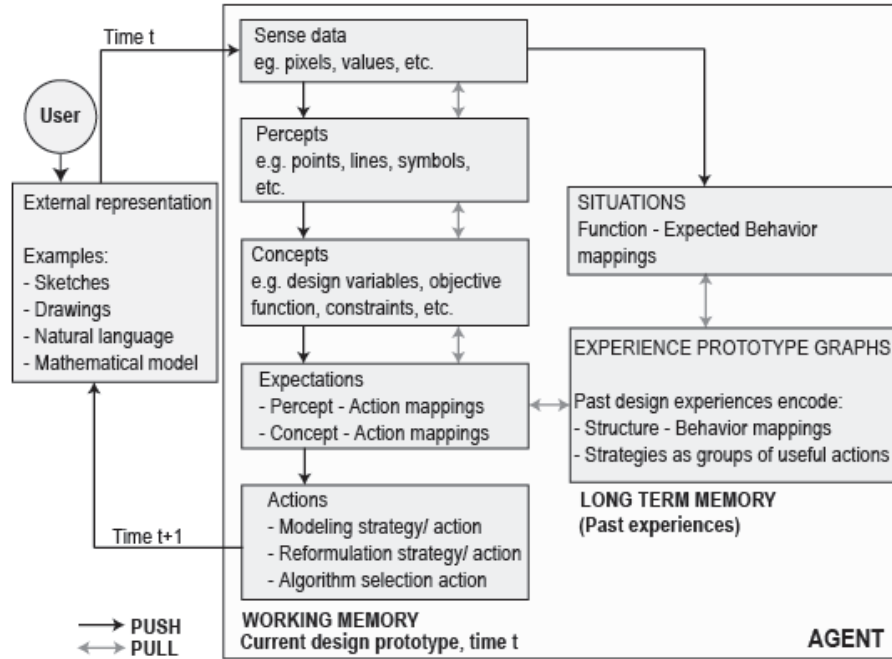 Time t
User
External representation
Examples:
- Sketches
- Drawings
- Natural language
- Mathematical model
Time t+1
Sense data
eg. pixels, values, etc.
Percepts
e.g. points, lines, symbols,
etc.
Concepts
e.g. design variables, objective
function, constraints, etc.
Expectations
- Percept - Action mappings
- Concept - Action mappings
Actions
- Modeling strategy/ action
- Reformulation strategy/ action
- Algorithm selection action
WORKING MEMORY
Current design prototype, time t
SITUATIONS
Function - Expected Behavior
mappings
EXPERIENCE PROTOTYPE GRAPHS
Past design experiences encode:
- Structure - Behavior mappings
- Strategies as groups of useful actions
LONG TERM MEMORY
(Past experiences)
PUSH
PULL
AGENT